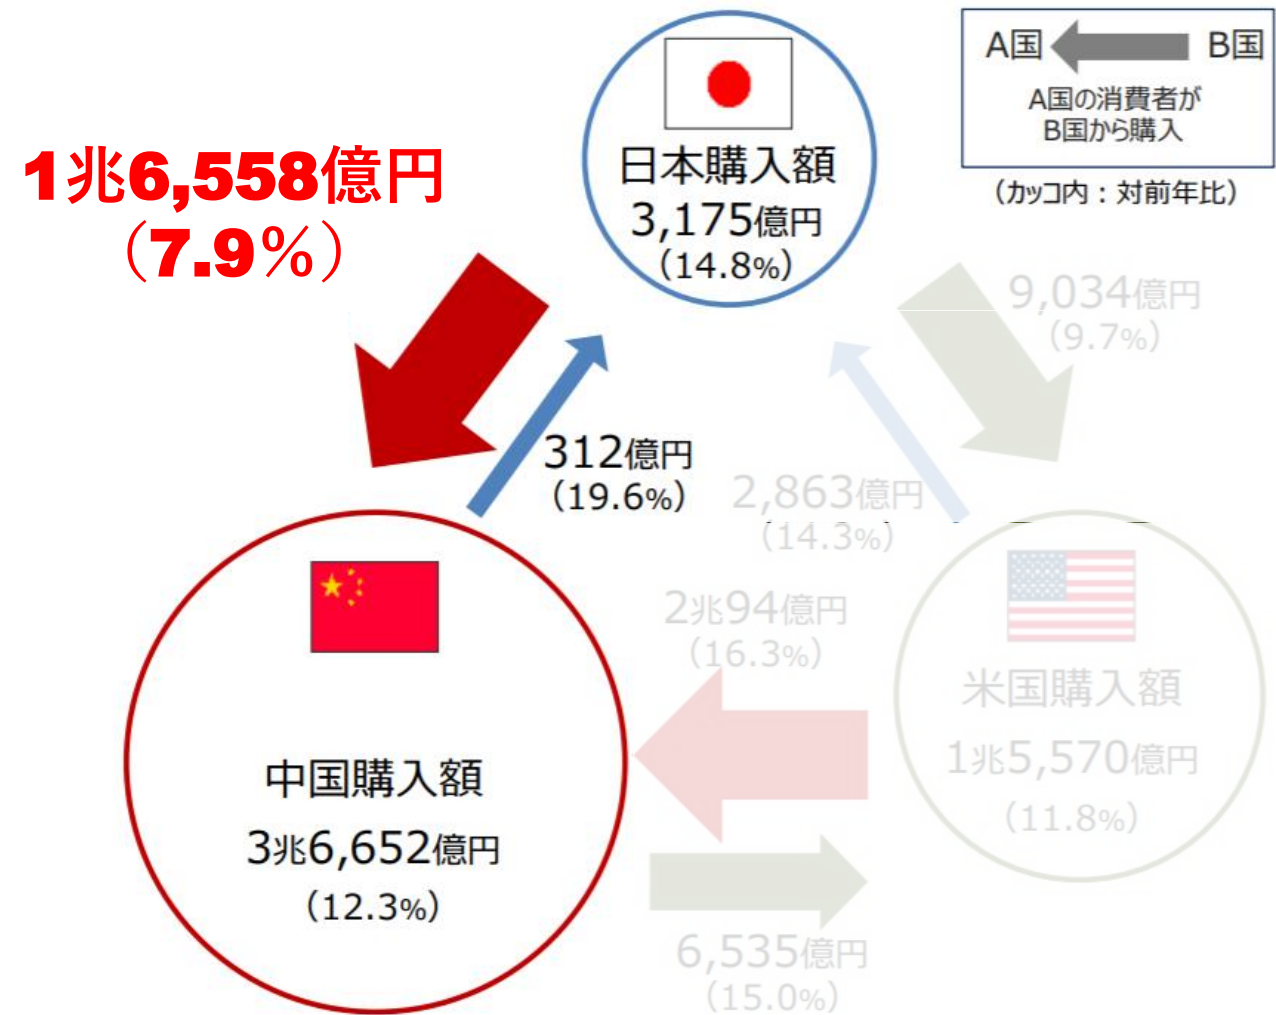 A国 B国
A国の消費者が
B国から購入
（カッコ内：対前年比）
日本購入額
3,175億円
（14.8%）
1兆6,558億円
（7.9％）
9,034億円
（9.7%）
312億円
（19.6%）
2,863億円
（14.3%）
2兆94億円
（16.3%）
米国購入額
1兆5,570億円
（11.8%）
中国購入額
3兆6,652億円
（12.3%）
6,535億円
（15.0%）